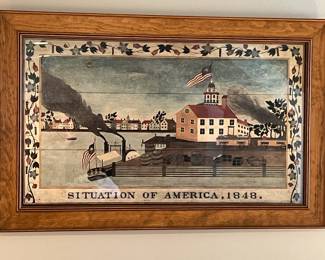 SITUATION OF AMERICA, 1848.